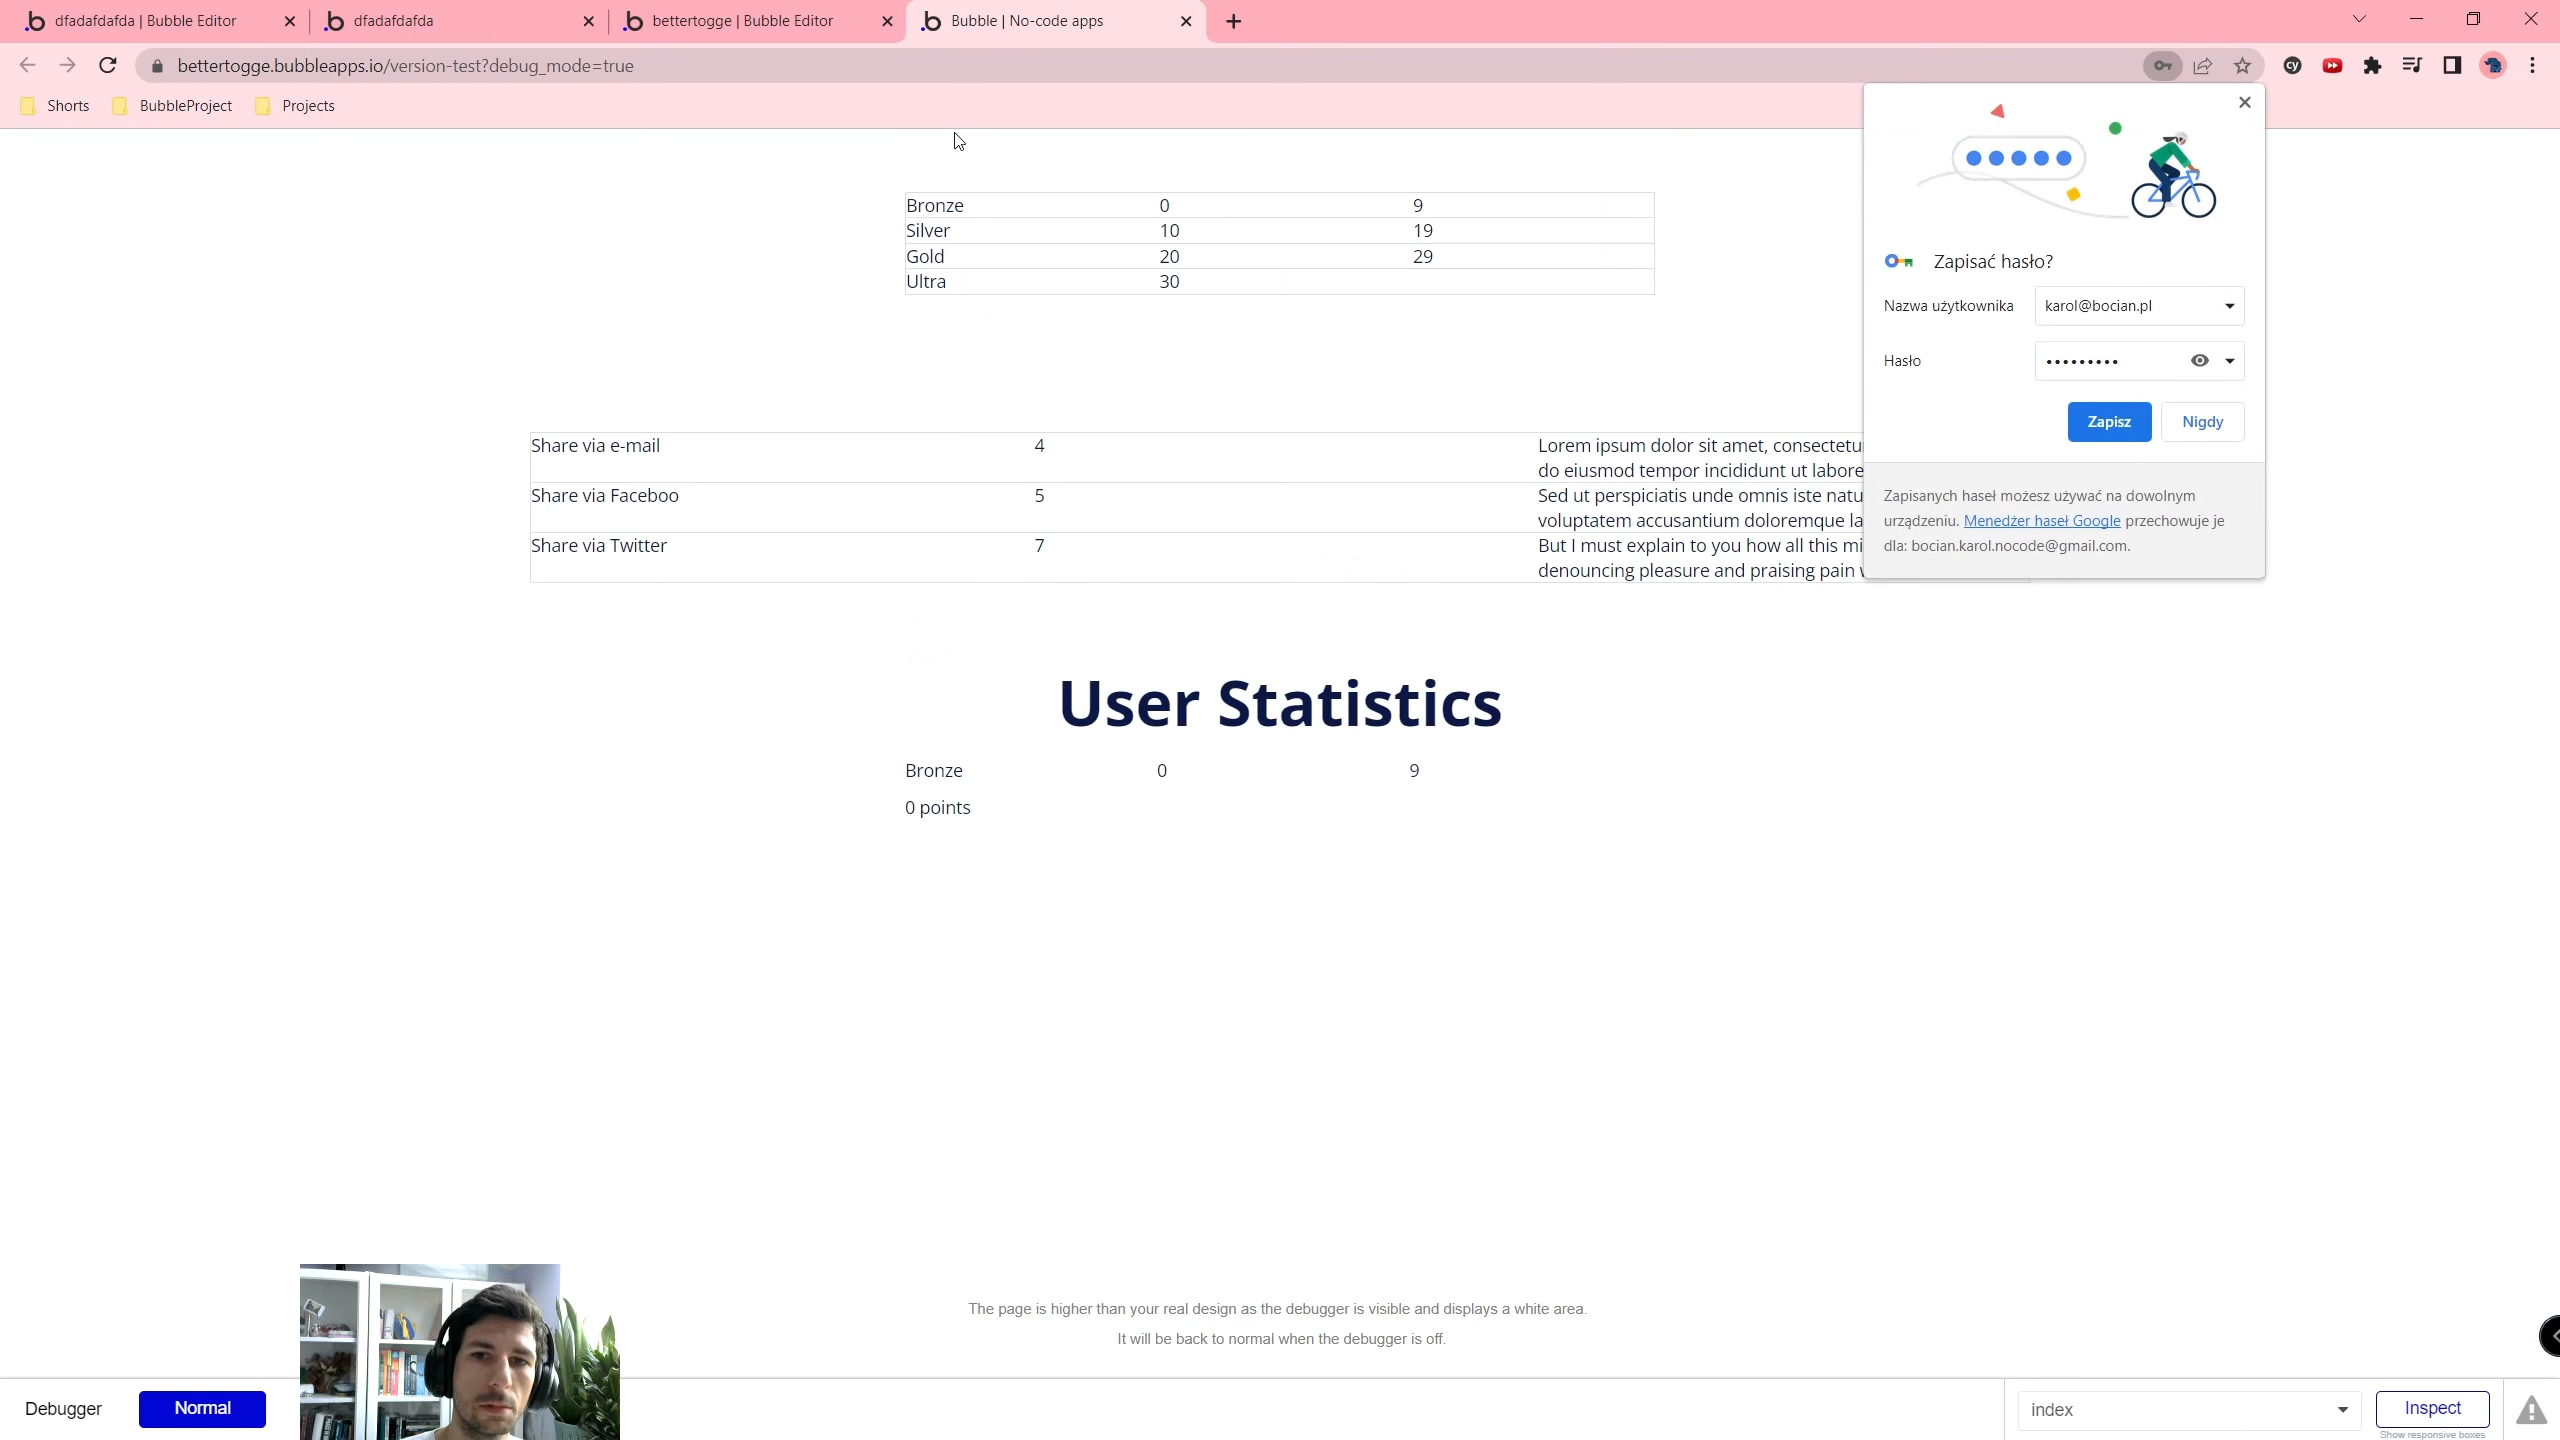 dfadafdafda | Bubble Editor
dfadafdafda
bettertogge | Bubble Editor
Bubble | No-code apps
bettertogge.bubbleapps.io/version-test?debug_mode=true
Shorts
BubbleProject
Projects
Bronze 0 9
Silver 10 19
Gold 20 29
Ultra 30
Zapisać hasło?
Nazwa użytkownika karol@bocian.pl
Hasło •••••••••
Zapisz Nigdy
Zapisanych haseł możesz używać na dowolnym
urządzeniu. Menedżer haseł Google przechowuje je
dla: bocian.karol.nocode@gmail.com.
Share via e-mail 4 Lorem ipsum dolor sit amet, consectetu
do eiusmod tempor incididunt ut labore
Share via Faceboo 5 Sed ut perspiciatis unde omnis iste natu
voluptatem accusantium doloremque la
Share via Twitter 7 But I must explain to you how all this mi
denouncing pleasure and praising pain
User Statistics
Bronze 0 9
0 points
The page is higher than your real design as the debugger is visible and displays a white area.
It will be back to normal when the debugger is off.
Debugger Normal index Inspect
Show responsive boxes